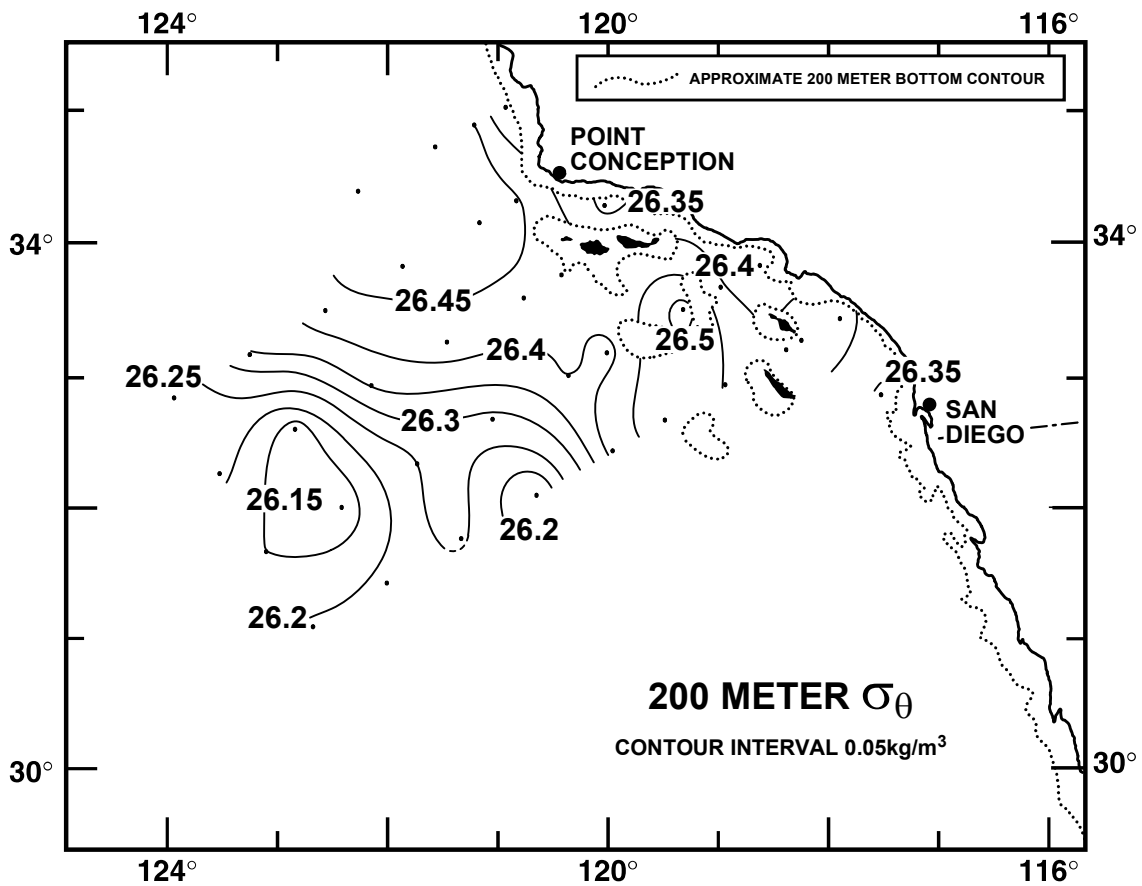 124° 120° 116°
APPROXIMATE 200 METER BOTTOM CONTOUR
POINT
CONCEPTION
26.35
34° 34°
26.4
26.45
26.5
26.4
26.25
26.35
26.3
SAN
DIEGO
26.15
26.2
26.2
200 METER σθ
CONTOUR INTERVAL 0.05kg/m³
30° 30°
124° 120° 116°